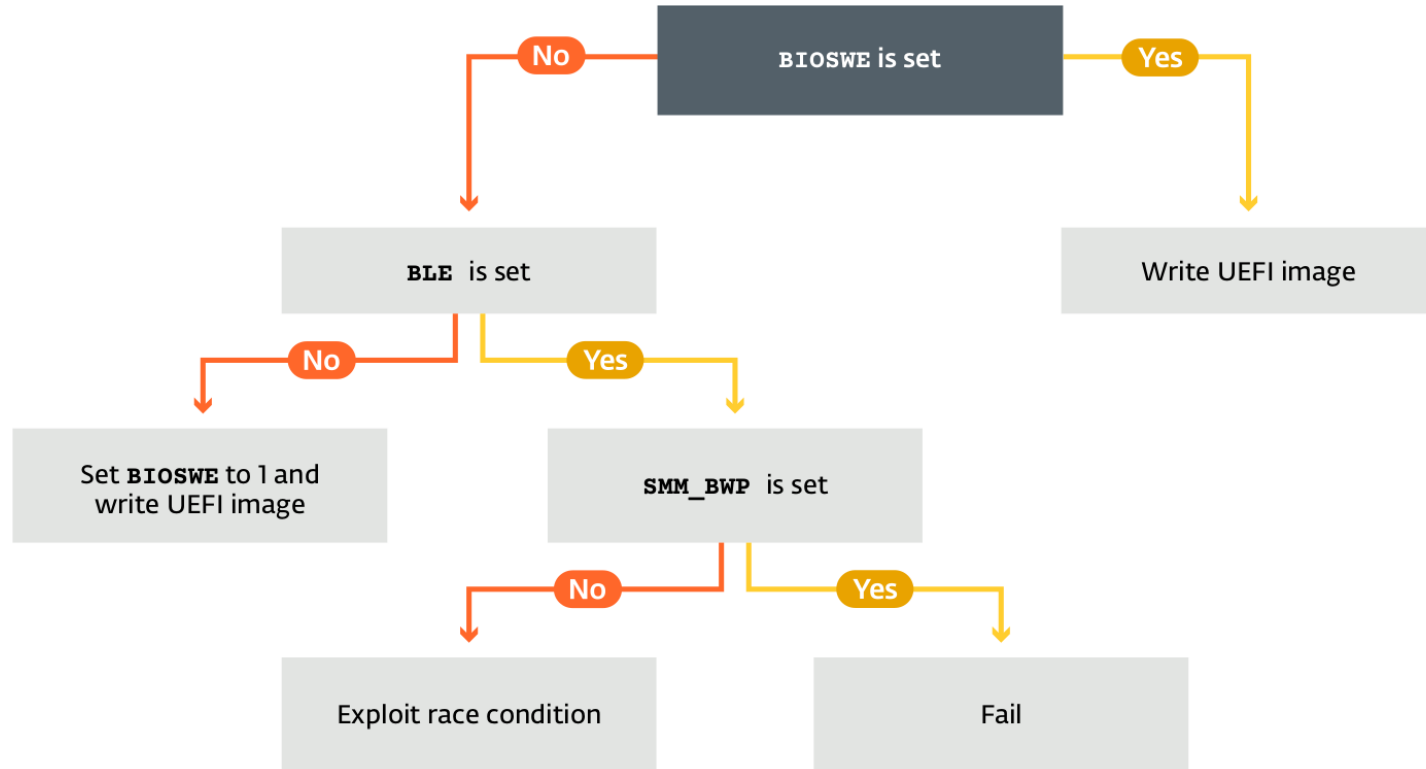 No
BIOSWE is set
Yes
BLE is set
Write UEFI image
No
Yes
Set BIOSWE to 1 and
write UEFI image
SMM_BWP is set
No
Yes
Exploit race condition
Fail